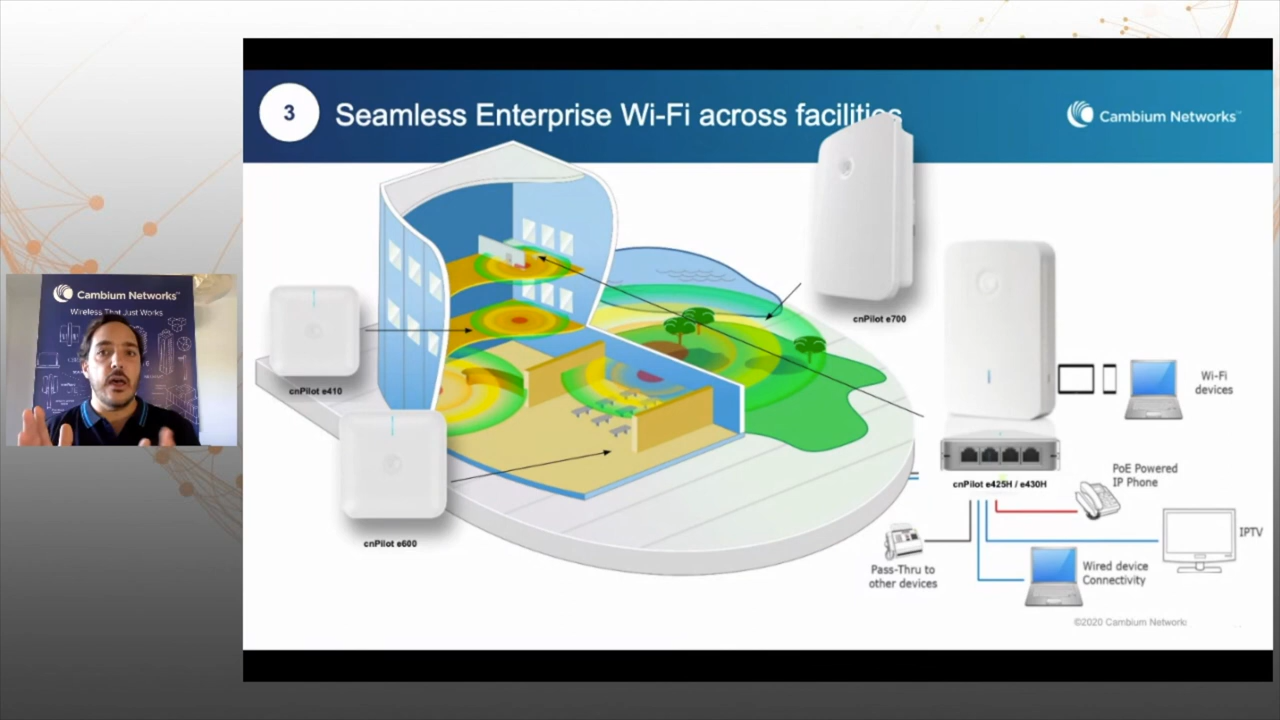 3
Seamless Enterprise Wi-Fi across facilities
Cambium Networks™
Cambium Networks™
Wireless That Just Works
cnPilot e700
cnPilot e410
Wi-Fi
devices
cnPilot e600
cnPilot e425H / e430H
PoE Powered
IP Phone
IPTV
Pass-Thru to
other devices
Wired device
Connectivity
©2020 Cambium Networks